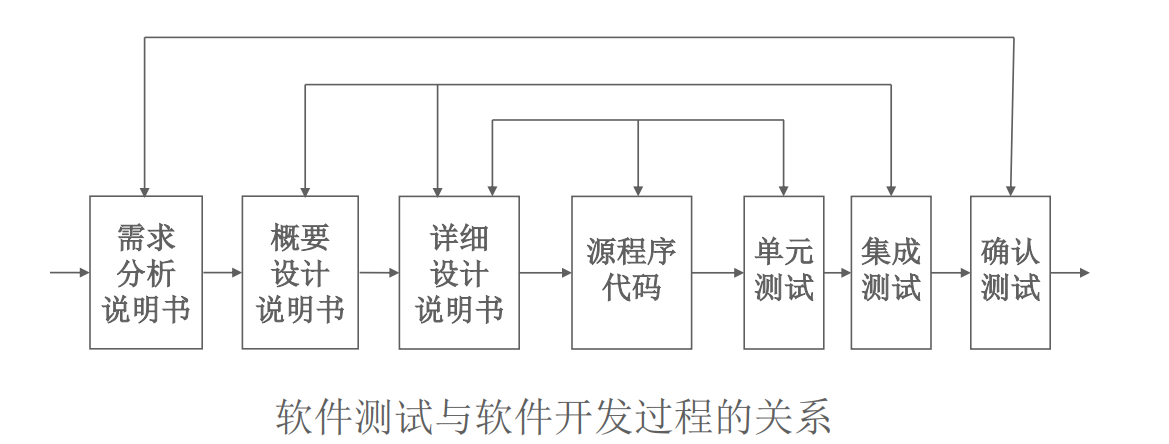 需求
分析
说明书
概要
设计
说明书
详细
设计
说明书
源程序
代码
单元
测试
集成
测试
确认
测试
软件测试与软件开发过程的关系